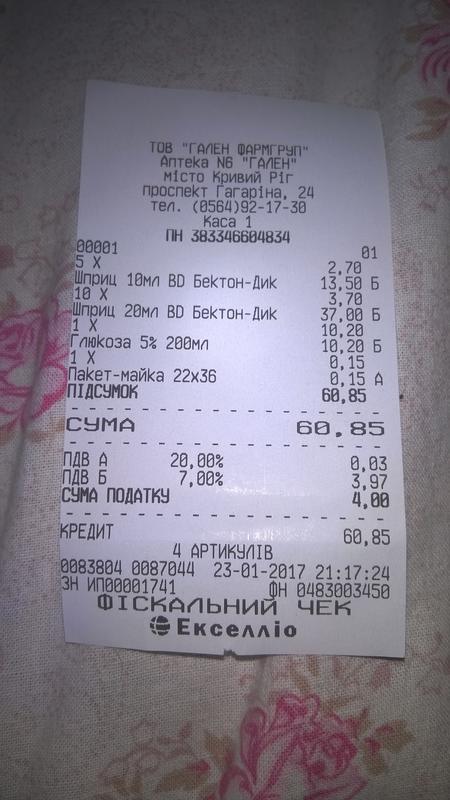 ТОВ "ГАЛЕН ФАРМГРУП"
Аптека N6 "ГАЛЕН"
місто Кривий Ріг
проспект Гагаріна, 24
тел. (0564)92-17-30
Каса 1
ПН 383346604834
00001 01
5 X 2,70
Шприц 10мл BD Бектон-Дик 13,50 Б
10 X 3,70
Шприц 20мл BD Бектон-Дик 37,00 Б
1 X 10,20
Глюкоза 5% 200мл 10,20 Б
1 X 0,15
Пакет-майка 22x36 0,15 А
ПІДСУМОК 60,85
СУМА 60,85
ПДВ А 20,00% 0,03
ПДВ Б 7,00% 3,97
СУМА ПОДАТКУ 4,00
КРЕДИТ 60,85
4 АРТИКУЛІВ
0083804 0087044 23-01-2017 21:17:24
ЗН ИП00001741 ФН 0483003450
ФІСКАЛЬНИЙ ЧЕК
Екселліо